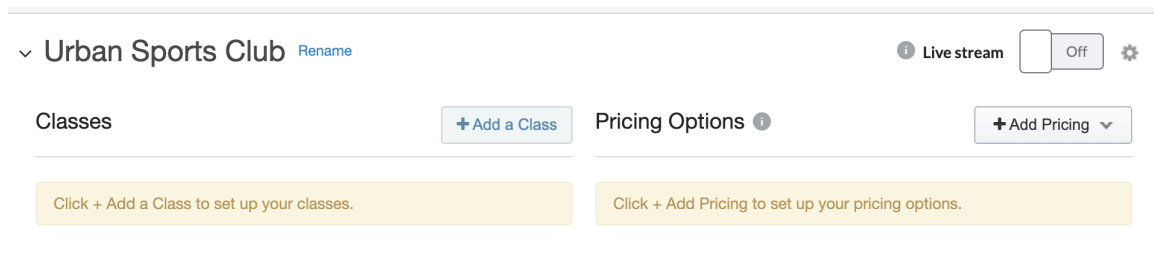 Urban Sports Club Rename
Live stream Off
Classes
+ Add a Class
Pricing Options
+ Add Pricing
Click + Add a Class to set up your classes.
Click + Add Pricing to set up your pricing options.